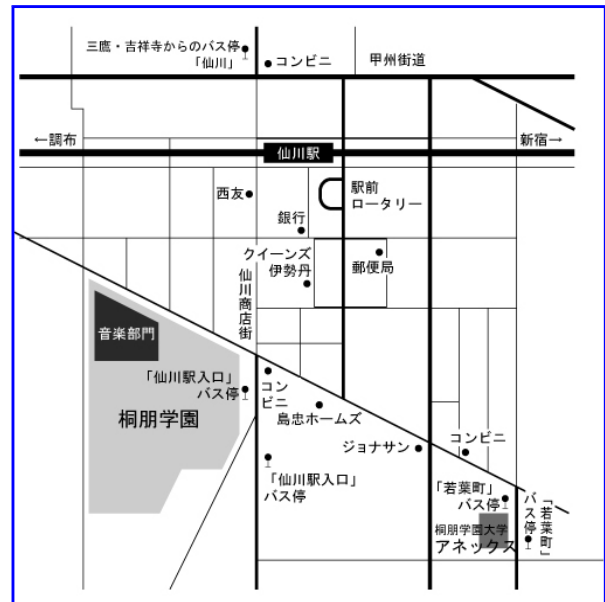 三鷹・吉祥寺からのバス停
「仙川」
コンビニ
甲州街道
←調布
新宿→
仙川駅
西友
駅前
ロータリー
銀行
クイーンズ
伊勢丹
郵便局
仙川商店街
音楽部門
「仙川駅入口」
バス停
コン
ビニ
桐朋学園
島忠ホームズ
ジョナサン
コンビニ
「仙川駅入口」
バス停
「若葉町」
バス停
「若葉町」
バス停
桐朋学園大学
アネックス